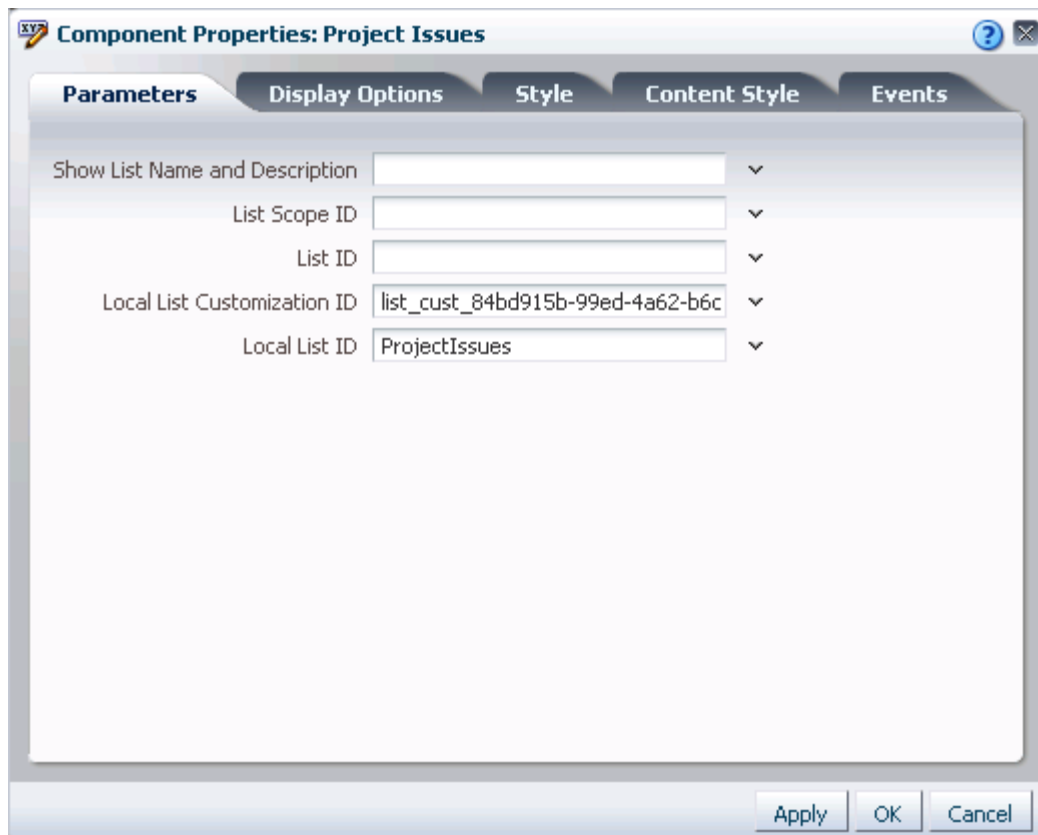 Component Properties: Project Issues
Parameters Display Options Style Content Style Events
Show List Name and Description
List Scope ID
List ID
Local List Customization ID list_cust_84bd915b-99ed-4a62-b6c
Local List ID ProjectIssues
Apply OK Cancel